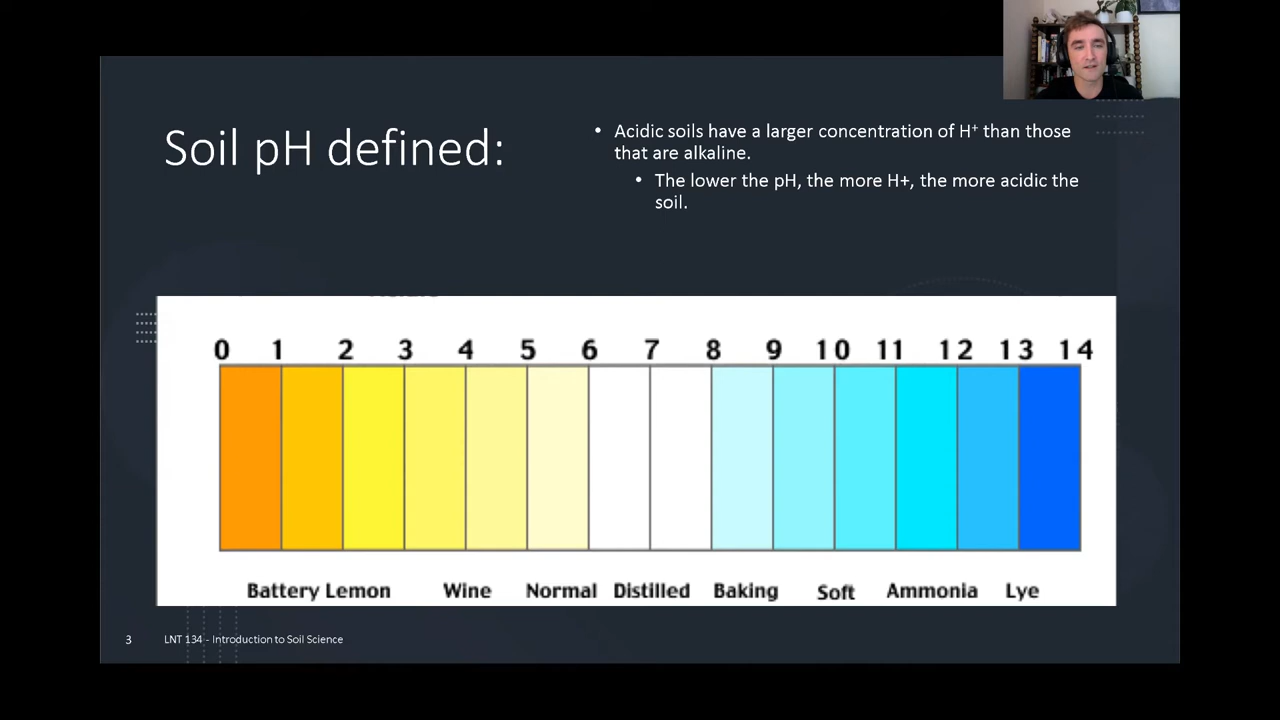 Soil pH defined:
• Acidic soils have a larger concentration of H⁺ than those
that are alkaline.
• The lower the pH, the more H+, the more acidic the
soil.
0 1 2 3 4 5 6 7 8 9 10 11 12 13 14
Battery Lemon Wine Normal Distilled Baking Soft Ammonia Lye
3 LNT 134 - Introduction to Soil Science